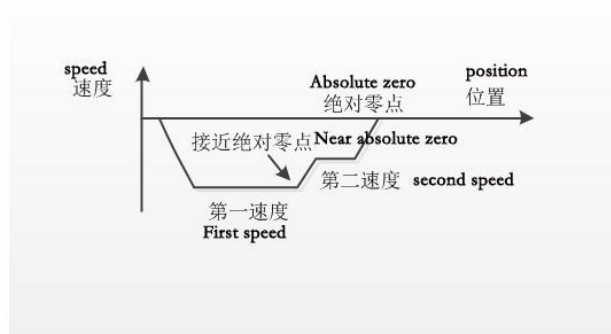 speed
速度
Absolute zero
绝对零点
position
位置
接近绝对零点 Near absolute zero
第二速度 second speed
第一速度
First speed